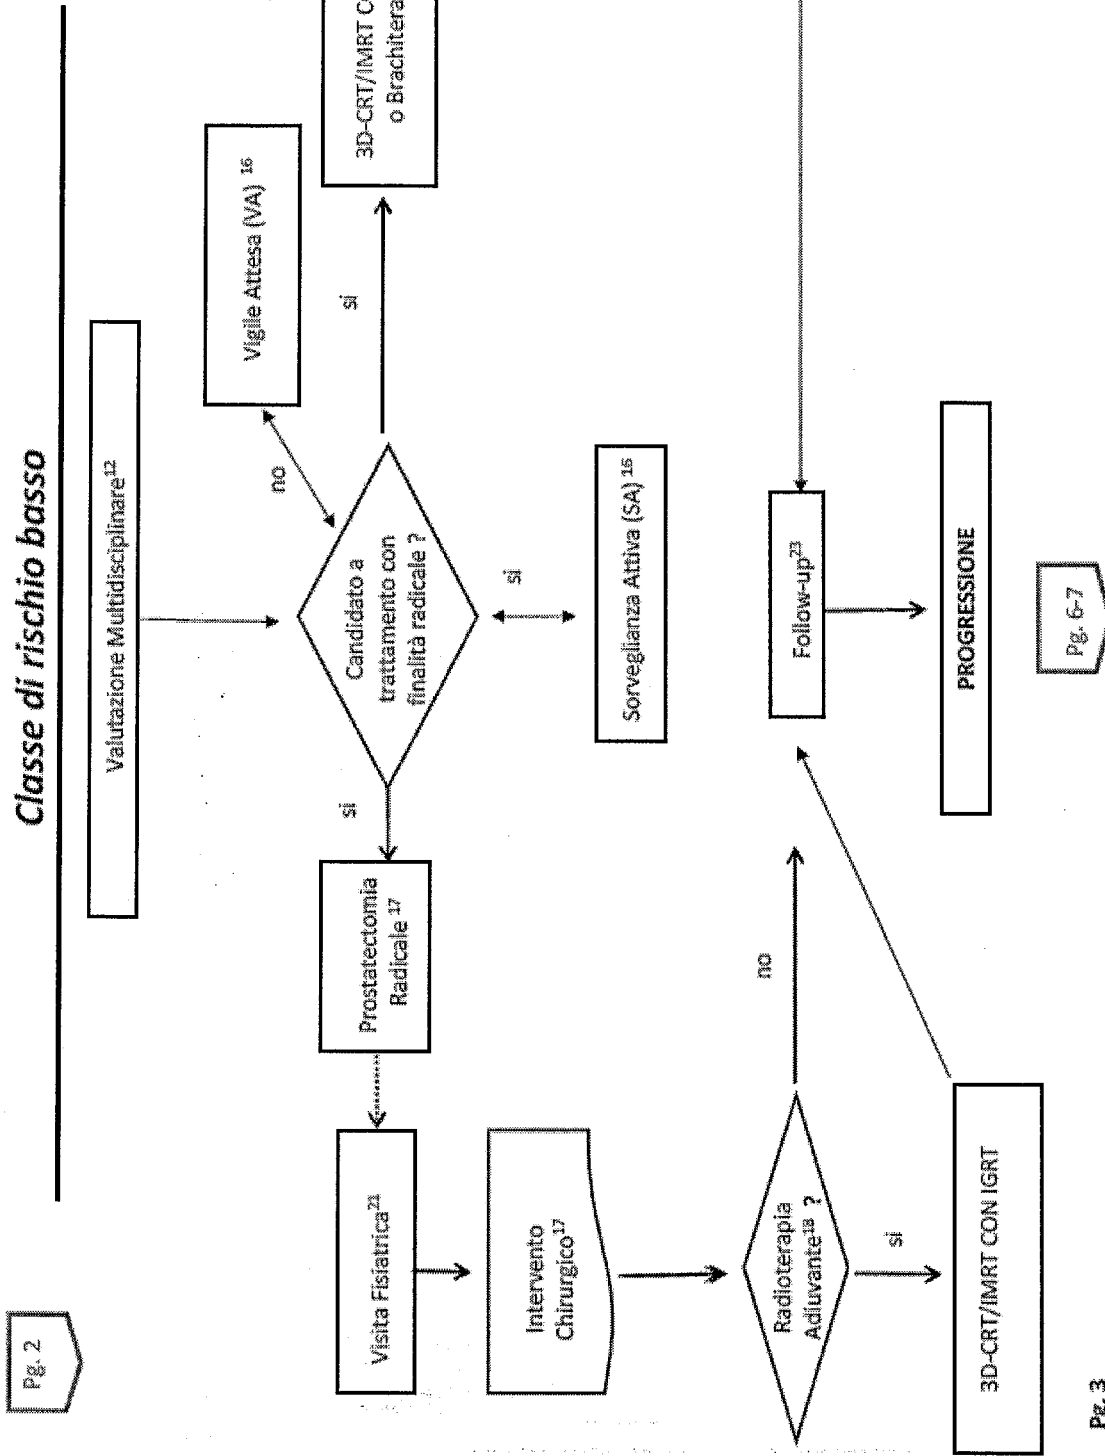 Pg. 2
Classe di rischio basso
Valutazione Multidisciplinare12
Vigile Attesa (VA) 16
no
Candidato a
trattamento con
finalità radicale ?
si
si
si
3D-CRT/IMRT
o
Prostatectomia
Radicale 17
Visita Fisiatrica21
Sorveglianza Attiva (SA) 16
Intervento
Chirurgico17
Radioterapia
Adiuvante18 ?
no
si
Follow-up23
3D-CRT/IMRT CON IGRT
PROGRESSIONE
Pg. 6-7
Pg. 3